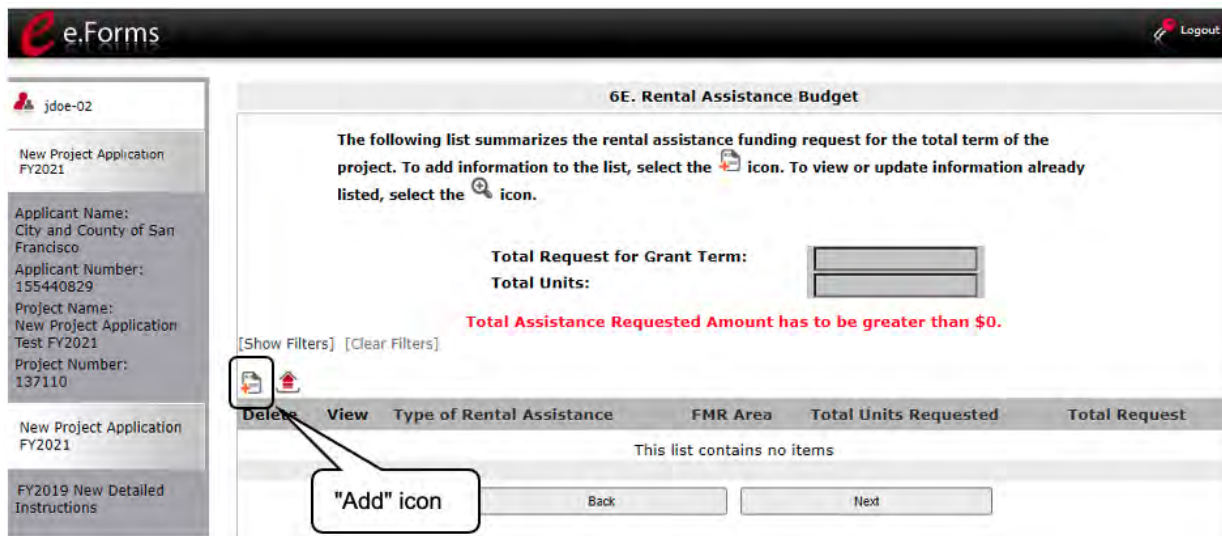 e.Forms
Logout
jdoe-02
New Project Application
FY2021
Applicant Name:
City and County of San
Francisco
Applicant Number:
155440829
Project Name:
New Project Application
Test FY2021
Project Number:
137110
New Project Application
FY2021
FY2019 New Detailed
Instructions
6E. Rental Assistance Budget
The following list summarizes the rental assistance funding request for the total term of the
project. To add information to the list, select the icon. To view or update information already
listed, select the icon.
Total Request for Grant Term:
Total Units:
Total Assistance Requested Amount has to be greater than $0.
[Show Filters] [Clear Filters]
Delete View Type of Rental Assistance FMR Area Total Units Requested Total Request
This list contains no items
"Add" icon
Back Next